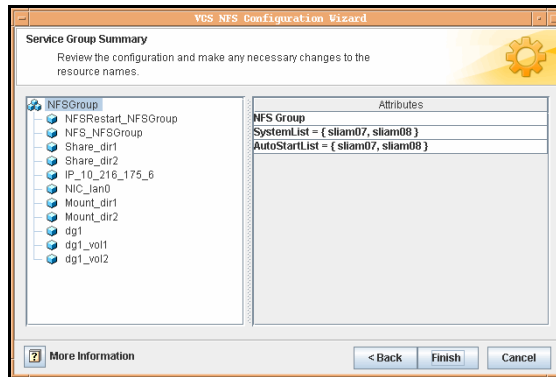 VCS NFS Configuration Wizard
Service Group Summary
Review the configuration and make any necessary changes to the
resource names.
NFSGroup
NFSRestart_NFSGroup
NFS_NFSGroup
Share_dir1
Share_dir2
IP_10_216_175_6
NIC_lan0
Mount_dir1
Mount_dir2
dg1
dg1_vol1
dg1_vol2
Attributes
NFS Group
SystemList = { sliam07, sliam08 }
AutoStartList = { sliam07, sliam08 }
? More Information
< Back
Finish
Cancel